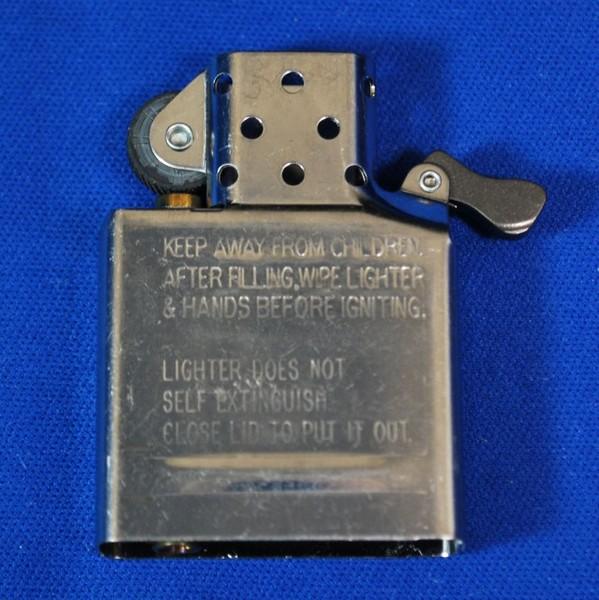 KEEP AWAY FROM CHILDREN.
AFTER FILLING, WIPE LIGHTER
& HANDS BEFORE IGNITING.
LIGHTER DOES NOT
SELF EXTINGUISH
CLOSE LID TO PUT IT OUT.